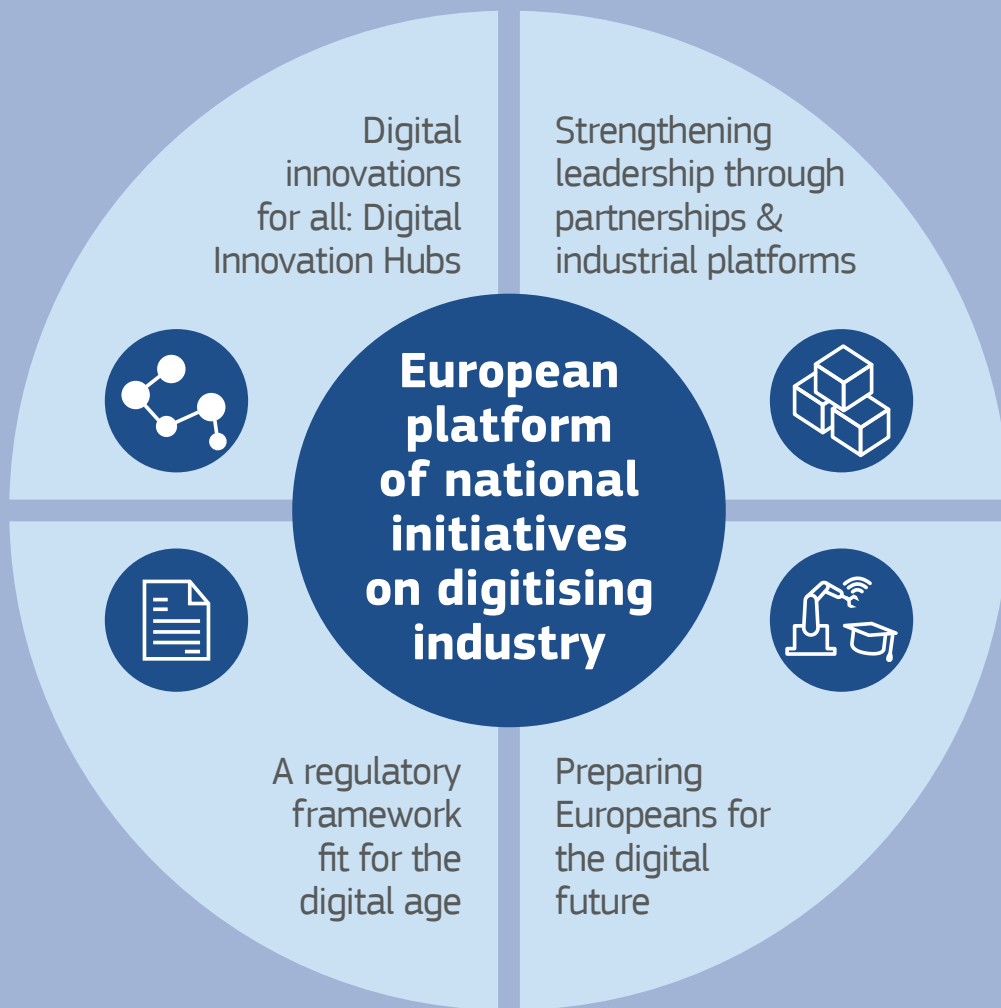 Digital
innovations
for all: Digital
Innovation Hubs
Strengthening
leadership through
partnerships &
industrial platforms
European
platform
of national
initiatives
on digitising
industry
A regulatory
framework
fit for the
digital age
Preparing
Europeans for
the digital
future